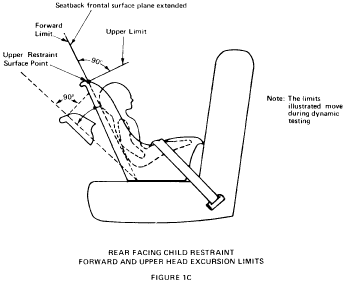 Seatback frontal surface plane extended
Forward
Limit
Upper Limit
90°
Upper Restraint
Surface Point
90°
Note: The limits
illustrated move
during dynamic
testing
REAR FACING CHILD RESTRAINT
FORWARD AND UPPER HEAD EXCURSION LIMITS
FIGURE 1C